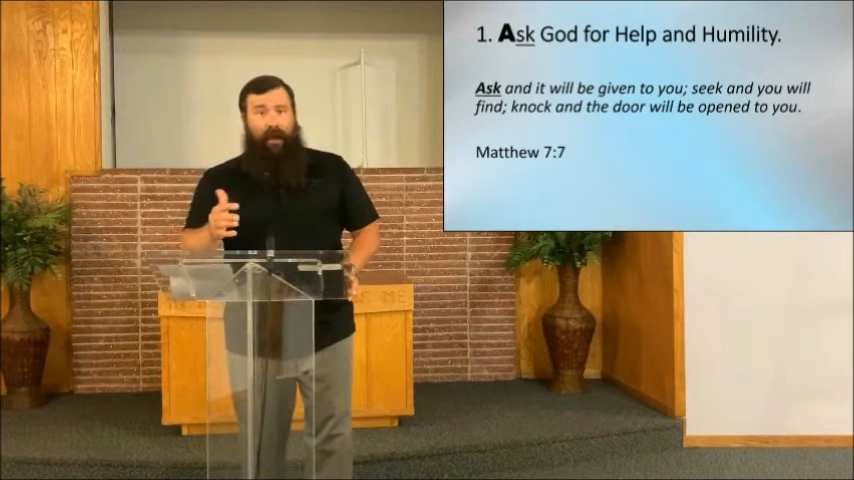 1. Ask God for Help and Humility.
Ask and it will be given to you; seek and you will
find; knock and the door will be opened to you.
Matthew 7:7
ME